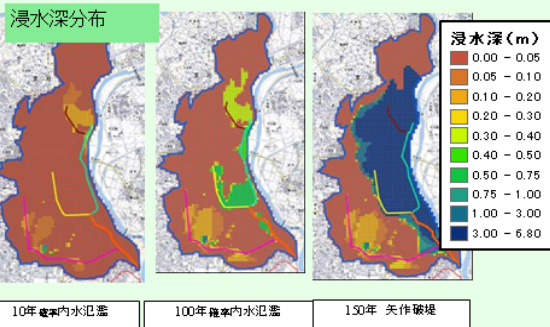 浸水深分布
浸水深(m)
0.00 - 0.05
0.05 - 0.10
0.10 - 0.20
0.20 - 0.30
0.30 - 0.40
0.40 - 0.50
0.50 - 0.75
0.75 - 1.00
1.00 - 3.00
3.00 - 6.80
10年確率内水氾濫
100年確率内水氾濫
150年 矢作破堤